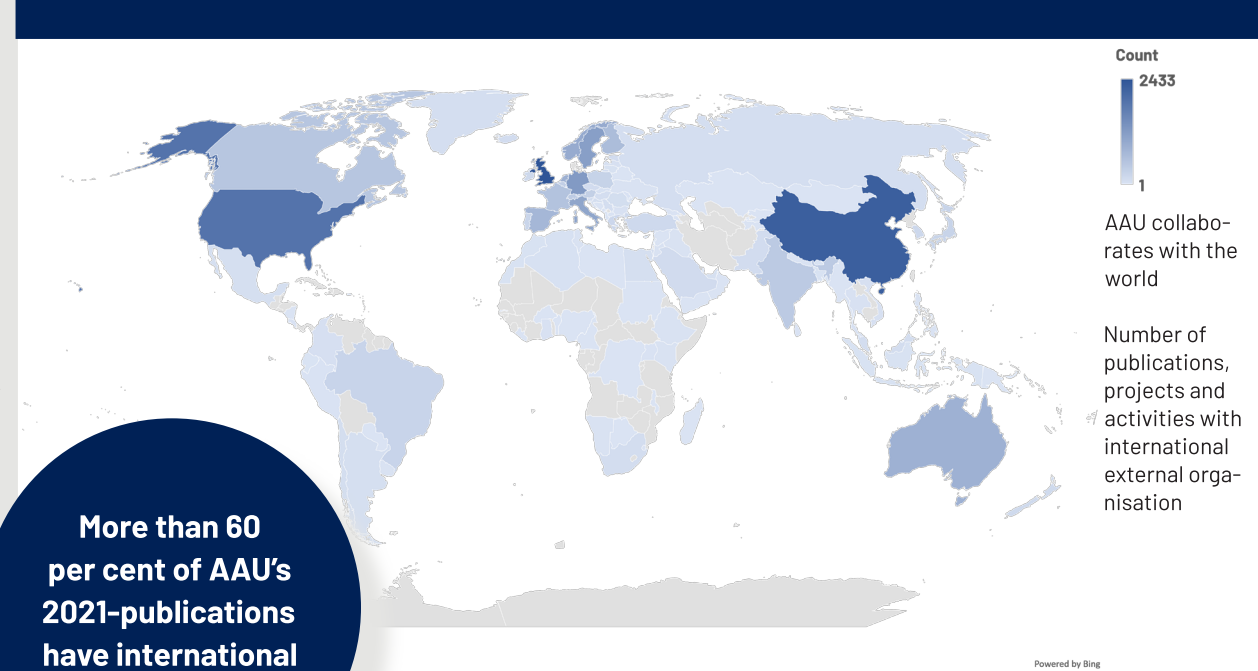 Count
2433
1
AAU collabo-
rates with the
world
Number of
publications,
projects and
activities with
international
external orga-
nisation
More than 60
per cent of AAU’s
2021-publications
have international
Powered by Bing